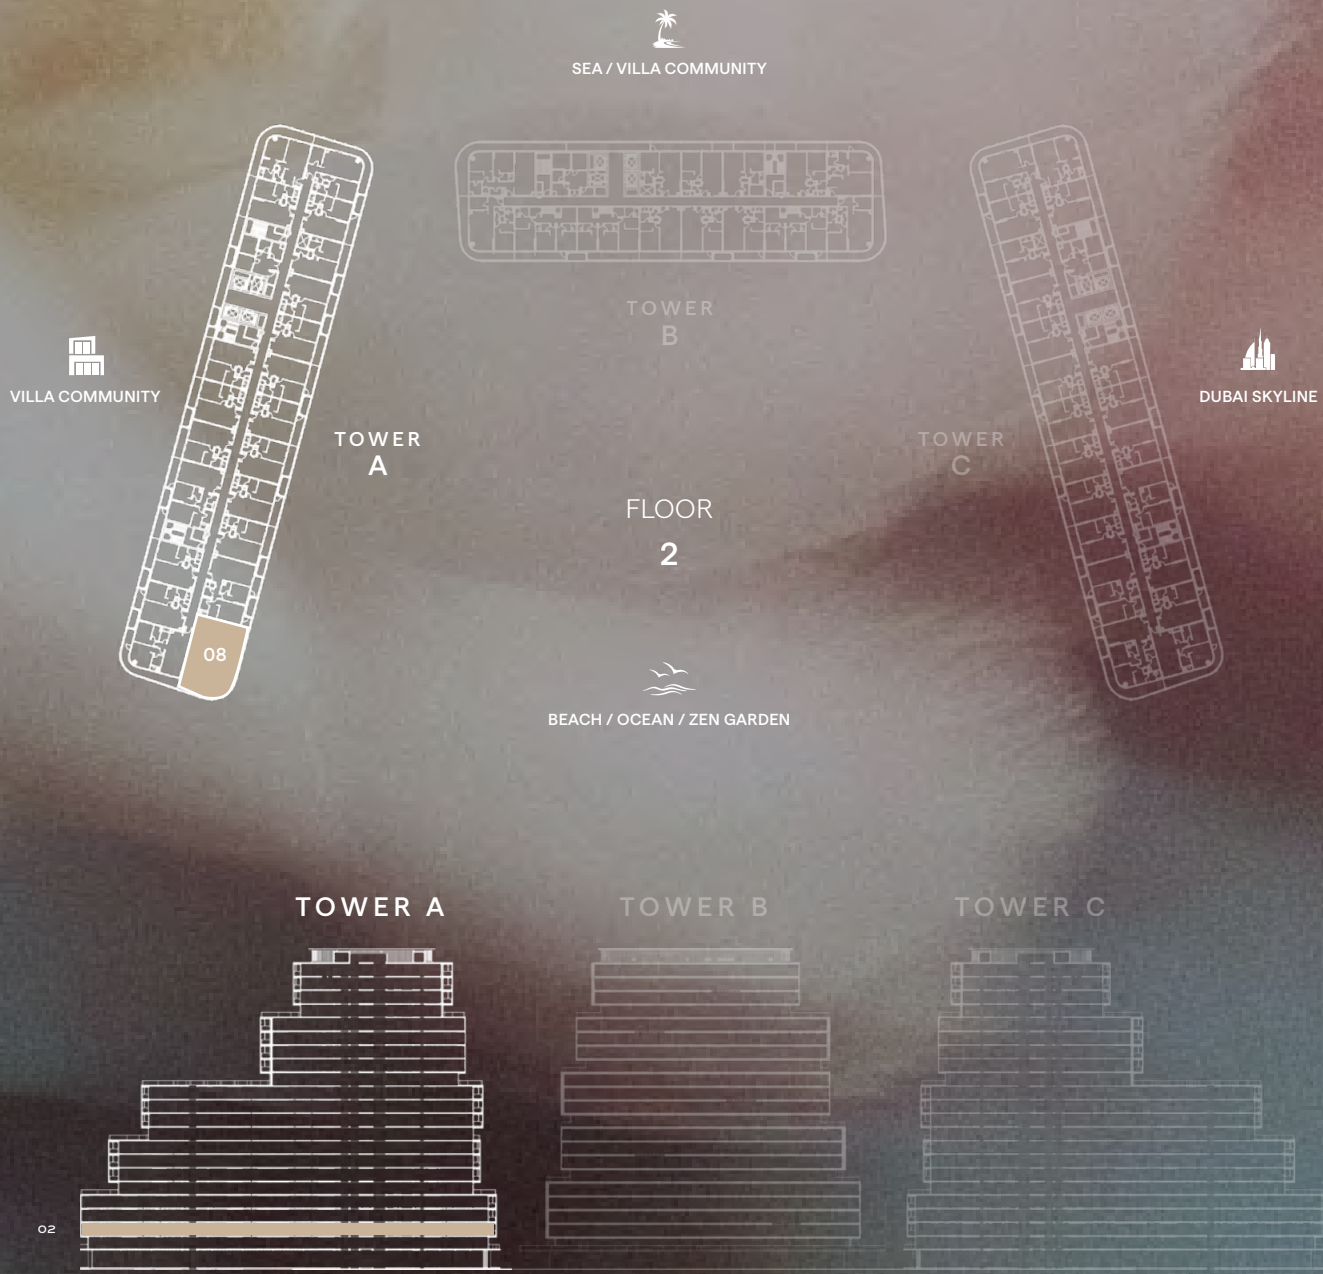 SEA / VILLA COMMUNITY
TOWER
B
VILLA COMMUNITY
DUBAI SKYLINE
TOWER
A
TOWER
C
FLOOR
2
08
BEACH / OCEAN / ZEN GARDEN
TOWER A
TOWER B
TOWER C
02